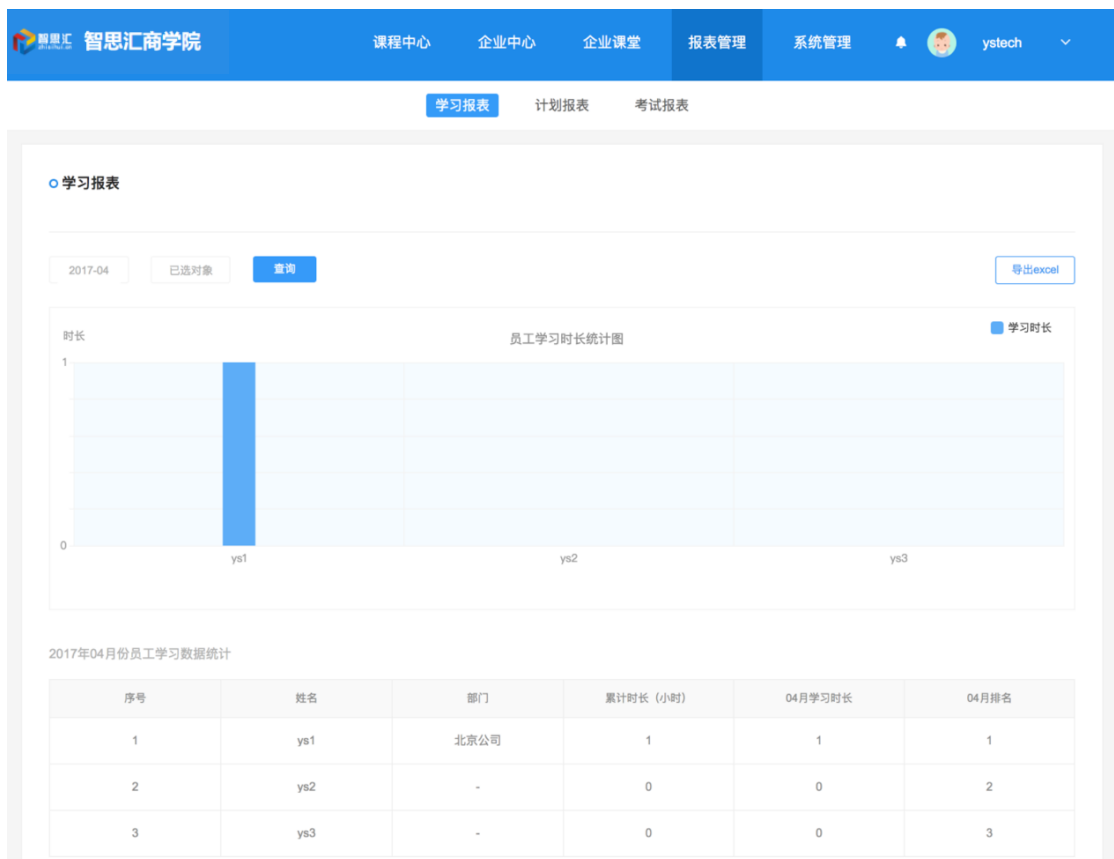 智思汇 智思汇商学院 课程中心 企业中心 企业课堂 报表管理 系统管理 ystech
学习报表 计划报表 考试报表
学习报表
2017-04 已选对象 查询 导出excel
时长 员工学习时长统计图 学习时长
1
0
ys1 ys2 ys3
2017年04月份员工学习数据统计
序号 姓名 部门 累计时长（小时） 04月学习时长 04月排名
1 ys1 北京公司 1 1 1
2 ys2 - 0 0 2
3 ys3 - 0 0 3